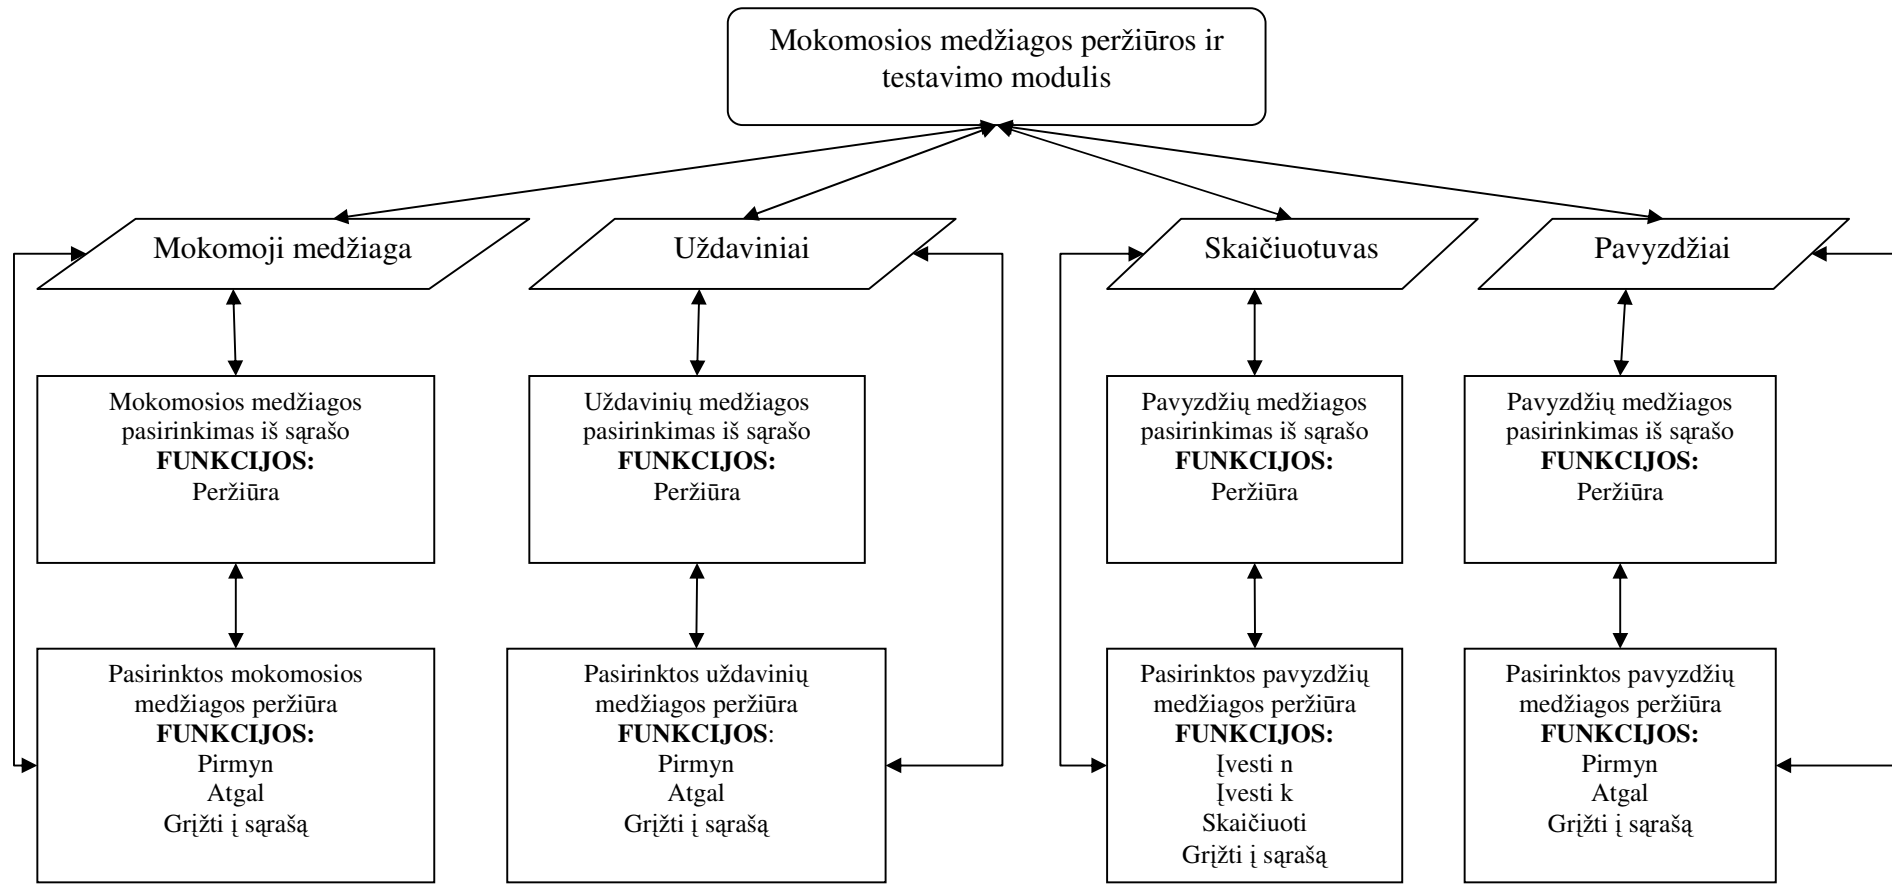 Mokomosios medžiagos peržiūros ir
testavimo modulis
Mokomoji medžiaga
Uždaviniai
Skaičiuotuvas
Pavyzdžiai
Mokomosios medžiagos
pasirinkimas iš sąrašo
FUNKCIJOS:
Peržiūra
Uždavinių medžiagos
pasirinkimas iš sąrašo
FUNKCIJOS:
Peržiūra
Pavyzdžių medžiagos
pasirinkimas iš sąrašo
FUNKCIJOS:
Peržiūra
Pavyzdžių medžiagos
pasirinkimas iš sąrašo
FUNKCIJOS:
Peržiūra
Pasirinktos mokomosios
medžiagos peržiūra
FUNKCIJOS:
Pirmyn
Atgal
Grįžti į sąrašą
Pasirinktos uždavinių
medžiagos peržiūra
FUNKCIJOS:
Pirmyn
Atgal
Grįžti į sąrašą
Pasirinktos pavyzdžių
medžiagos peržiūra
FUNKCIJOS:
Įvesti n
Įvesti k
Skaičiuoti
Grįžti į sąrašą
Pasirinktos pavyzdžių
medžiagos peržiūra
FUNKCIJOS:
Pirmyn
Atgal
Grįžti į sąrašą